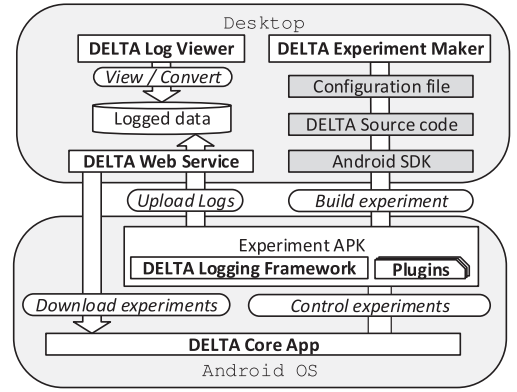 Desktop
DELTA Log Viewer
DELTA Experiment Maker
View / Convert
Configuration file
Logged data
DELTA Source code
DELTA Web Service
Android SDK
Upload Logs
Build experiment
Experiment APK
DELTA Logging Framework
Plugins
Download experiments
Control experiments
DELTA Core App
Android OS